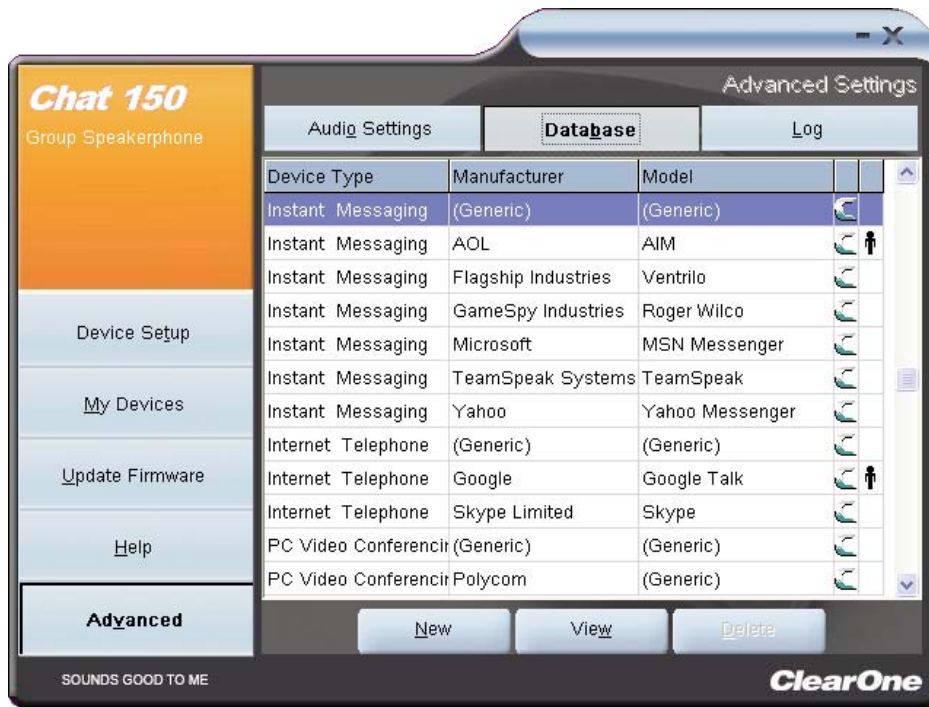 Chat 150
Group Speakerphone
Device Setup
My Devices
Update Firmware
Help
Advanced
SOUNDS GOOD TO ME
Advanced Settings
Audio Settings Database Log
Device Type Manufacturer Model
Instant Messaging (Generic) (Generic)
Instant Messaging AOL AIM
Instant Messaging Flagship Industries Ventrilo
Instant Messaging GameSpy Industries Roger Wilco
Instant Messaging Microsoft MSN Messenger
Instant Messaging TeamSpeak Systems TeamSpeak
Instant Messaging Yahoo Yahoo Messenger
Internet Telephone (Generic) (Generic)
Internet Telephone Google Google Talk
Internet Telephone Skype Limited Skype
PC Video Conferencin (Generic) (Generic)
PC Video Conferencin Polycom (Generic)
New View Delete
ClearOne